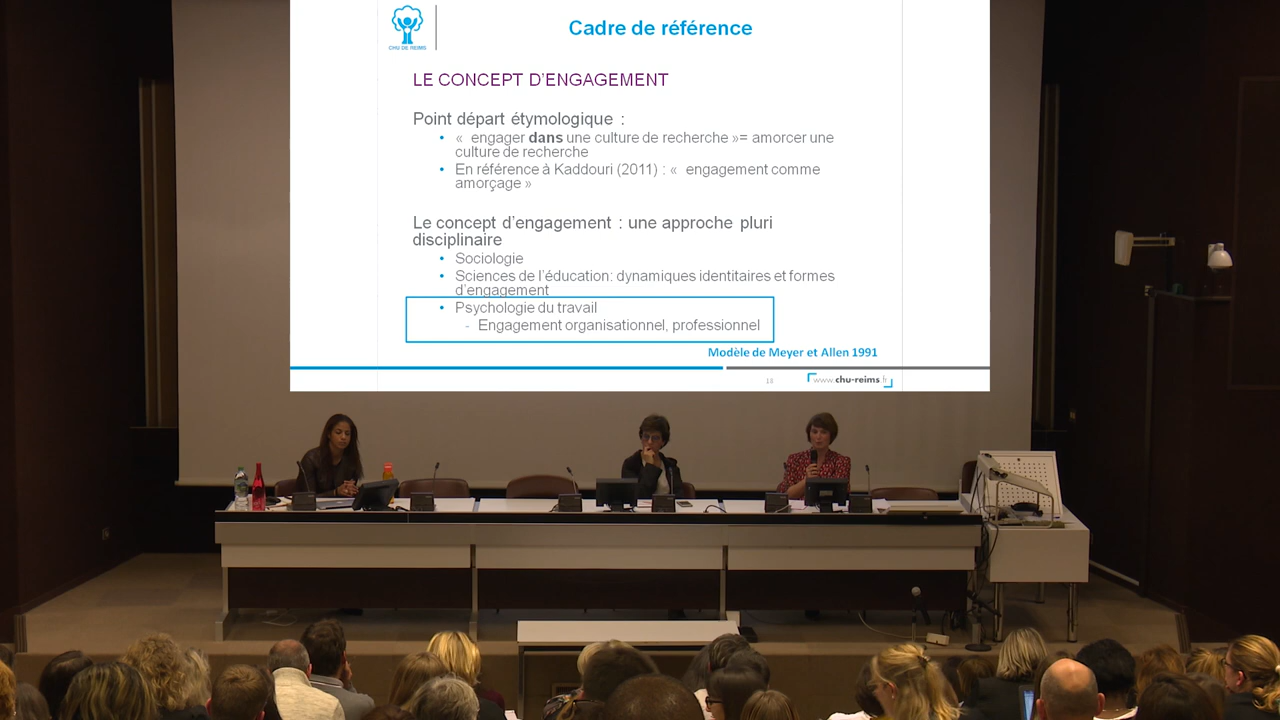 CHU DE REIMS
Cadre de référence
LE CONCEPT D'ENGAGEMENT
Point départ étymologique :
• « engager dans une culture de recherche »= amorcer une
culture de recherche
• En référence à Kaddouri (2011) : « engagement comme
amorçage »
Le concept d'engagement : une approche pluri
disciplinaire
• Sociologie
• Sciences de l'éducation: dynamiques identitaires et formes
d'engagement
• Psychologie du travail
- Engagement organisationnel, professionnel
Modèle de Meyer et Allen 1991
18
www.chu-reims.fr